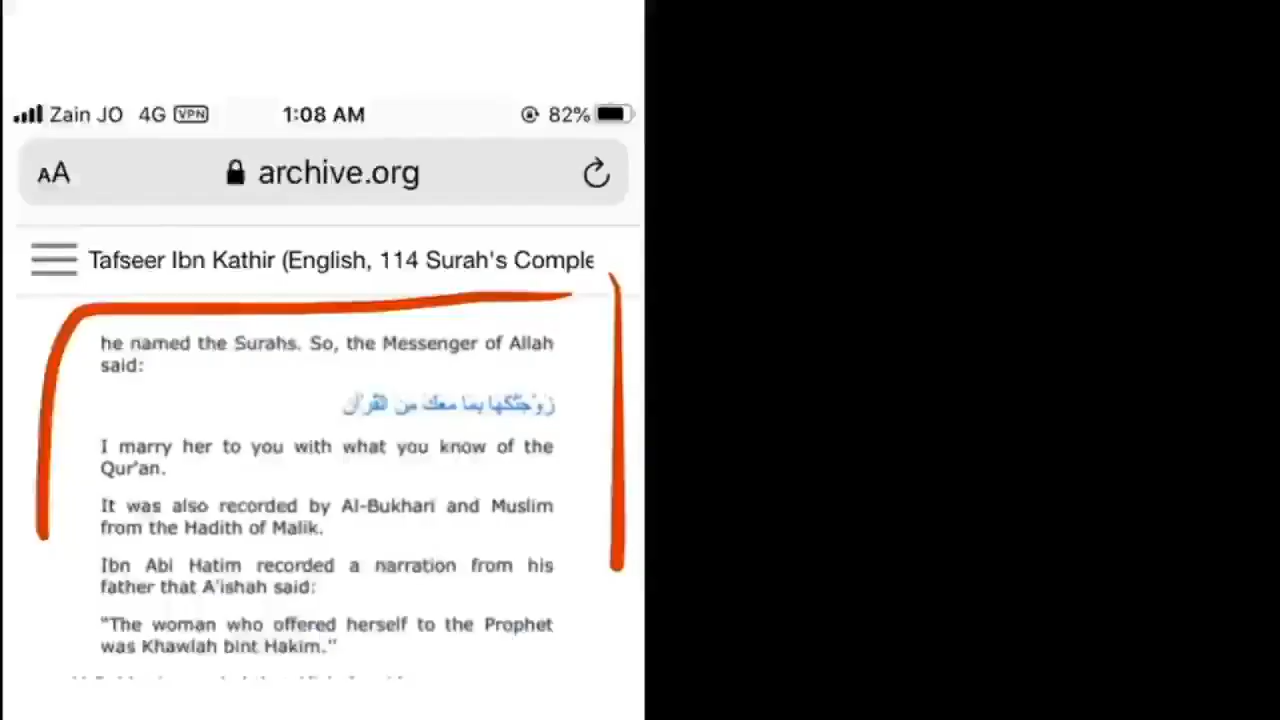 Zain JO 4G VPN 1:08 AM 82%
AA archive.org
Tafseer Ibn Kathir (English, 114 Surah's Comple
he named the Surahs. So, the Messenger of Allah
said:
زَوَّجْتُكَهَا بِمَا مَعَكَ مِنَ الْقُرْآن
I marry her to you with what you know of the
Qur'an.
It was also recorded by Al-Bukhari and Muslim
from the Hadith of Malik.
Ibn Abi Hatim recorded a narration from his
father that A'ishah said:
"The woman who offered herself to the Prophet
was Khawlah bint Hakim."